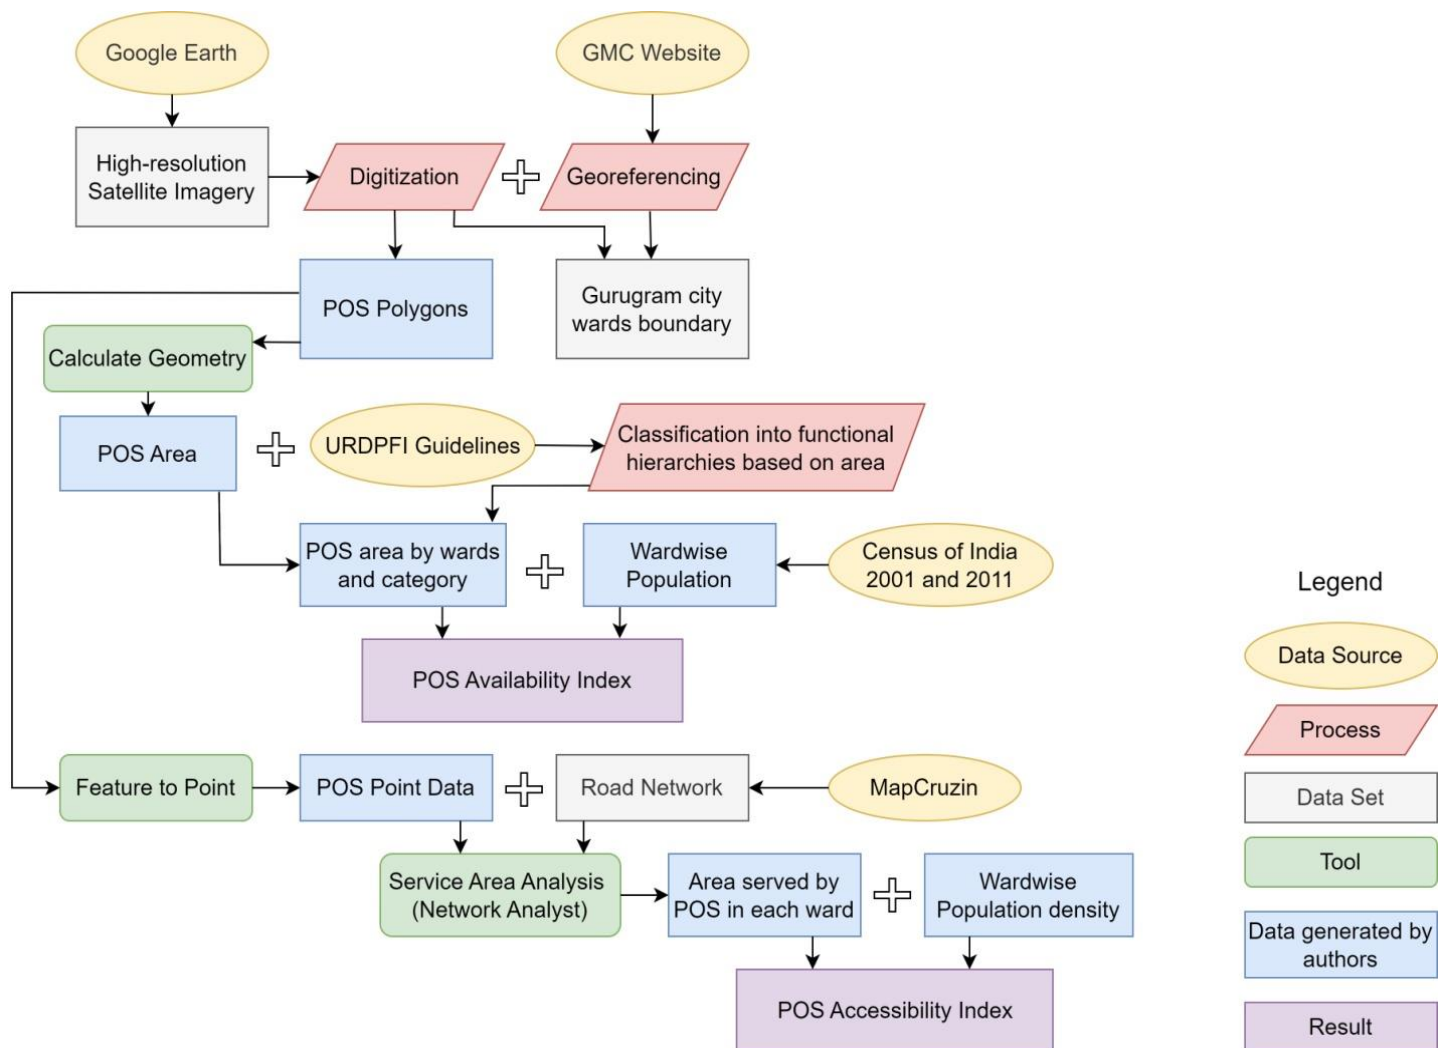 Google Earth
GMC Website
High-resolution
Satellite Imagery
Digitization
Georeferencing
POS Polygons
Gurugram city
wards boundary
Calculate Geometry
POS Area
URDPFI Guidelines
Classification into functional
hierarchies based on area
POS area by wards
and category
Wardwise
Population
Census of India
2001 and 2011
POS Availability Index
Feature to Point
POS Point Data
Road Network
MapCruzin
Service Area Analysis
(Network Analyst)
Area served by
POS in each ward
Wardwise
Population density
POS Accessibility Index
Legend
Data Source
Process
Data Set
Tool
Data generated by
authors
Result